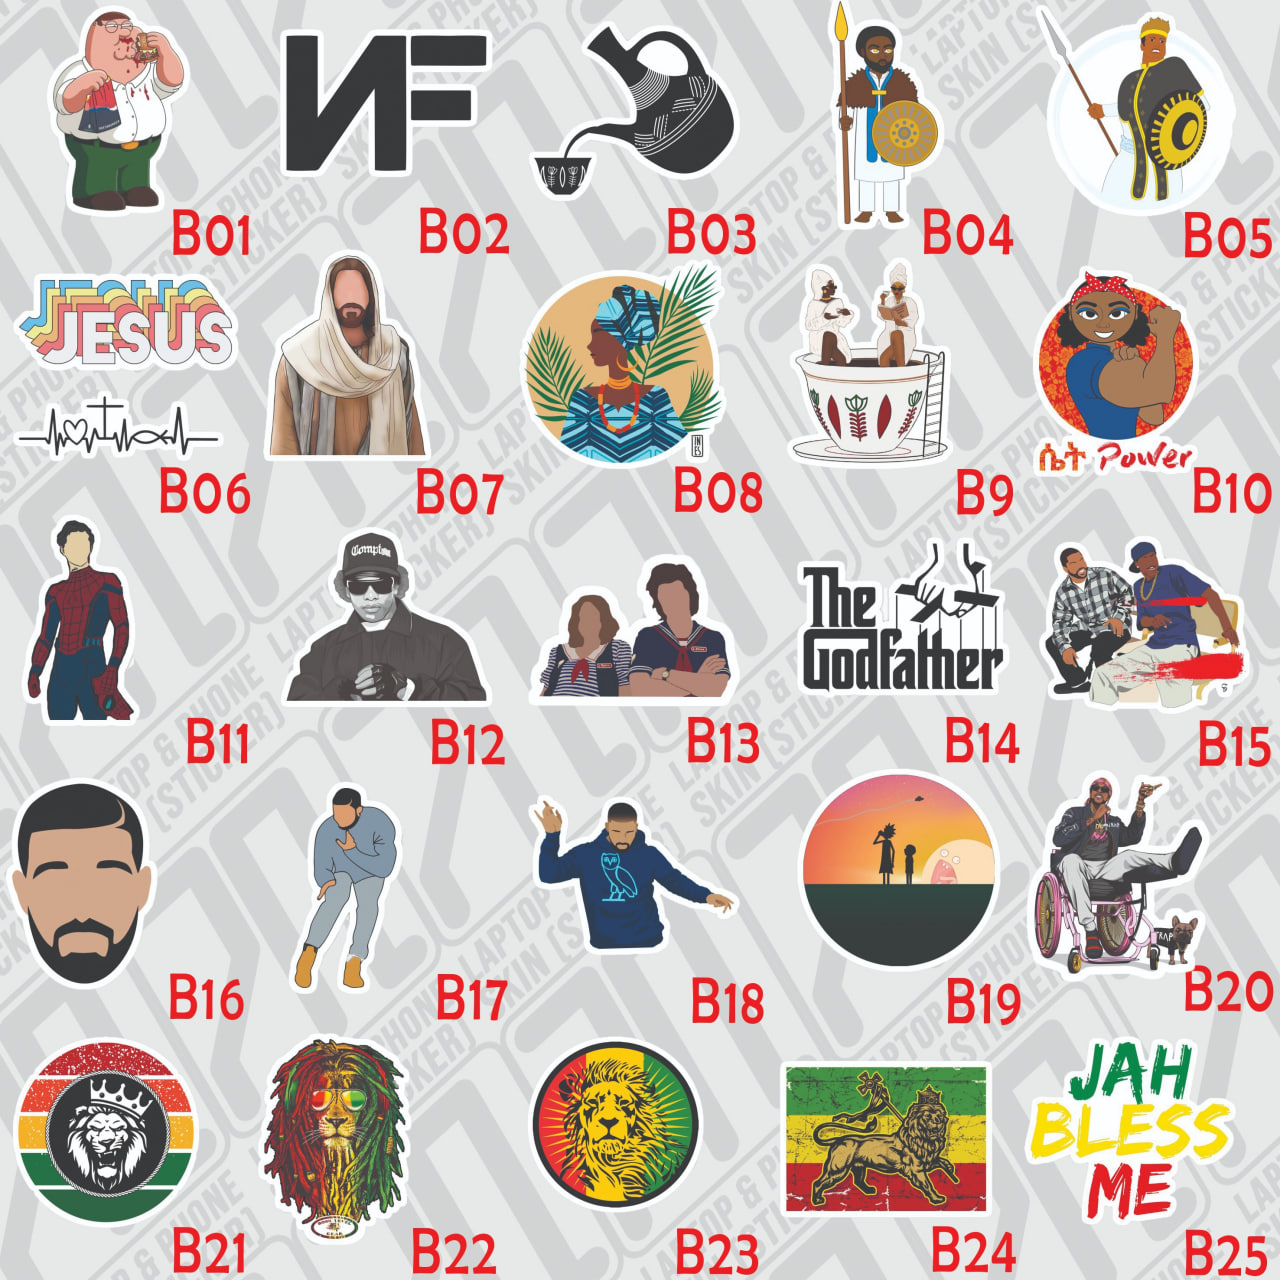 B01
B02
B03
B04
B05
JESUS
B06
B07
B08
B9
ሴት Power
B10
Compton
B11
B12
B13
The
Godfather
B14
B15
B16
B17
B18
B19
TRAP
B20
B21
B22
B23
B24
JAH
BLESS
ME
B25
LAPTOP & PHONE
SKIN (STICKER)